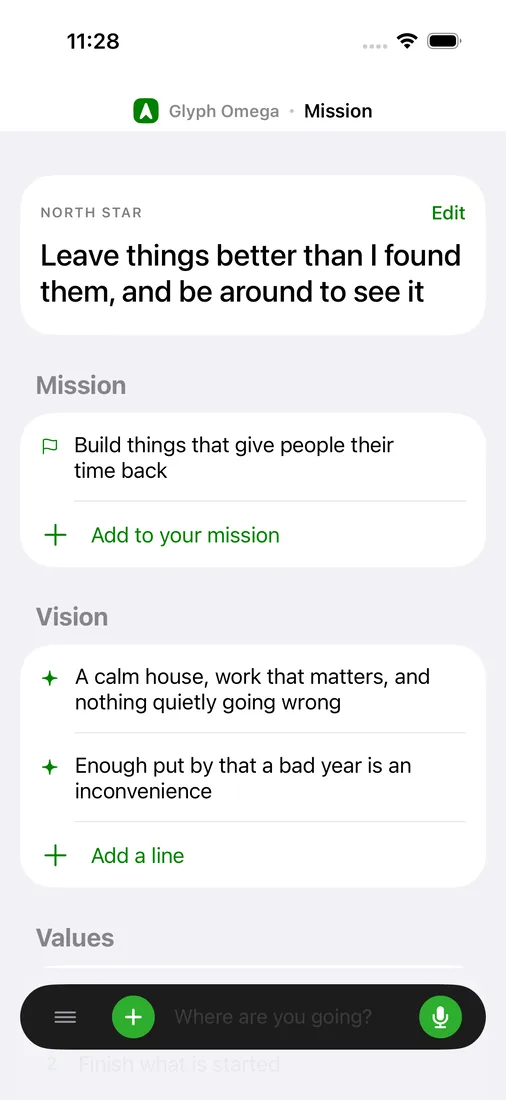 11:28
Glyph Omega · Mission
NORTH STAR
Edit
Leave things better than I found
them, and be around to see it
Mission
Build things that give people their
time back
Add to your mission
Vision
A calm house, work that matters, and
nothing quietly going wrong
Enough put by that a bad year is an
inconvenience
Add a line
Values
Where are you going?
2 Finish what is started